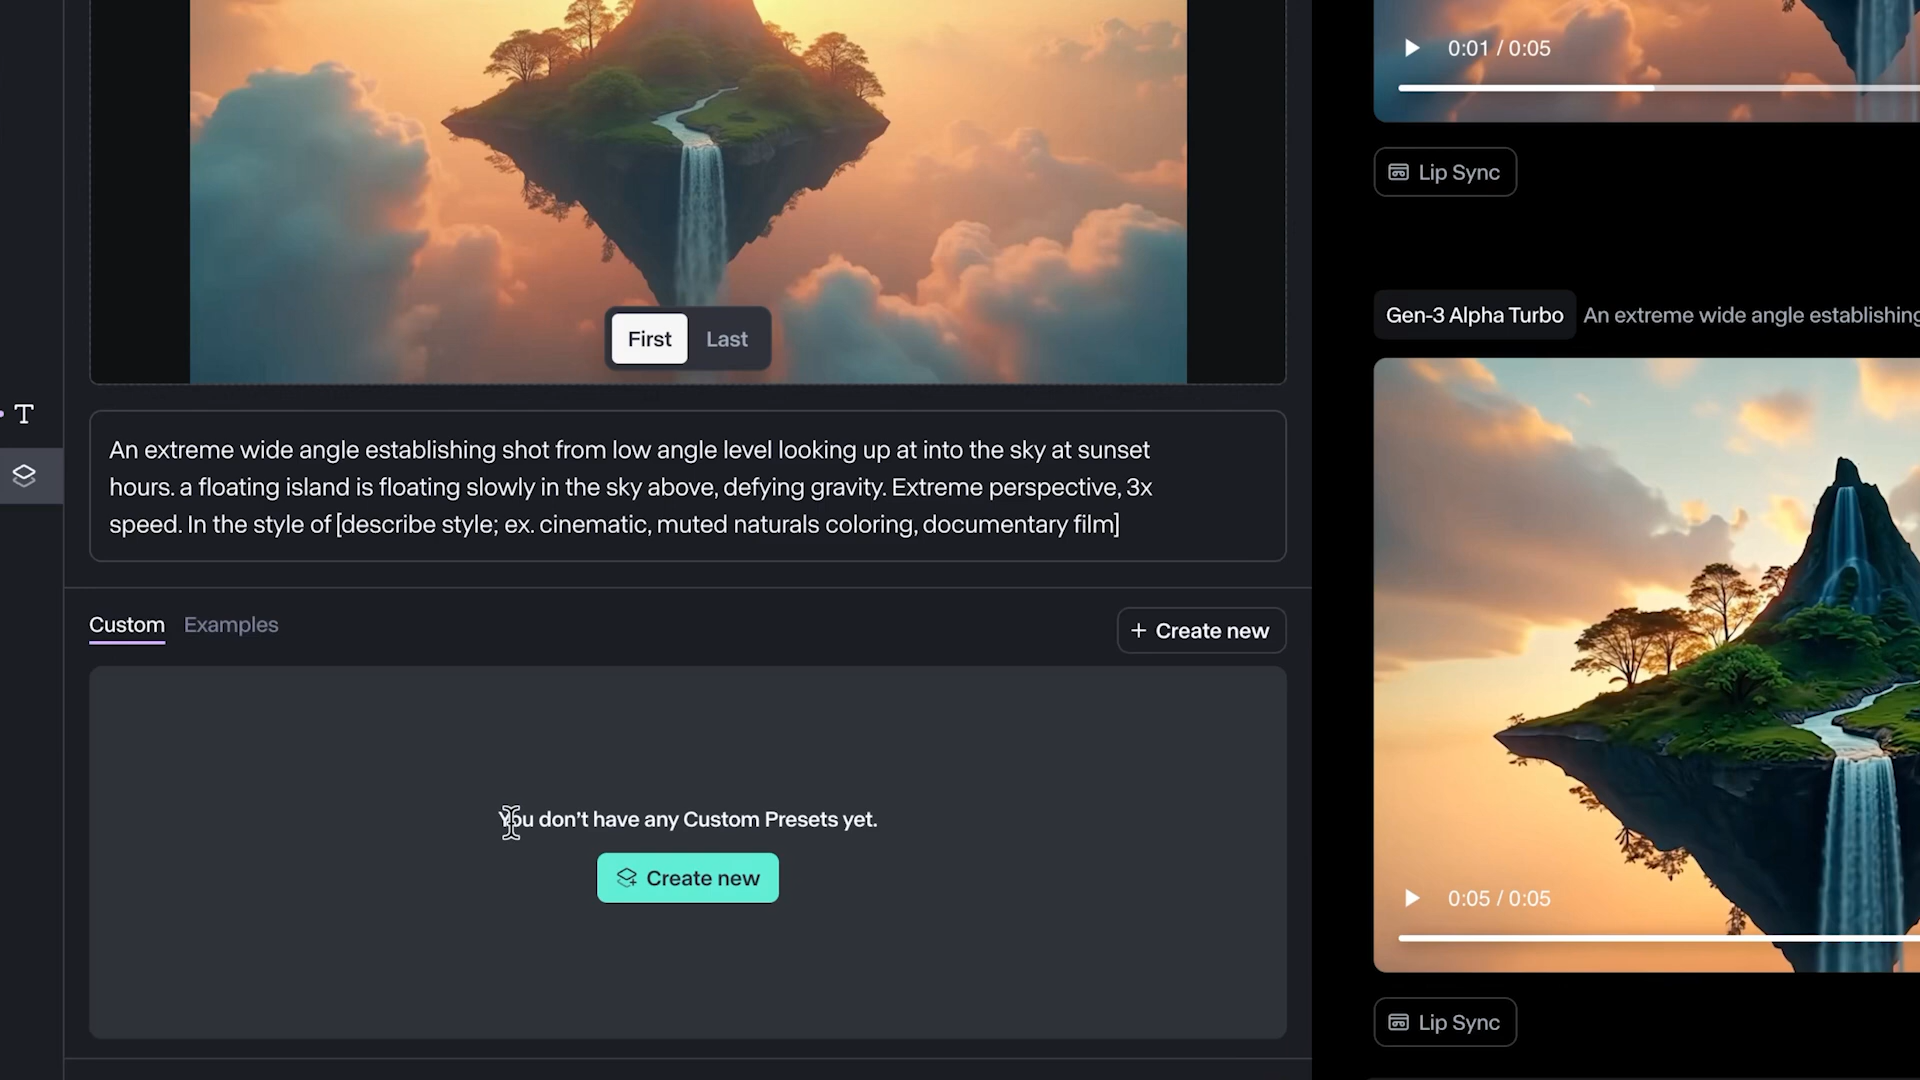 0:01 / 0:05
Lip Sync
First
Last
T
Gen-3 Alpha Turbo An extreme wide angle establishing
An extreme wide angle establishing shot from low angle level looking up at into the sky at sunset
hours. a floating island is floating slowly in the sky above, defying gravity. Extreme perspective, 3x
speed. In the style of [describe style; ex. cinematic, muted naturals coloring, documentary film]
Custom
Examples
+ Create new
You don't have any Custom Presets yet.
Create new
0:05 / 0:05
Lip Sync